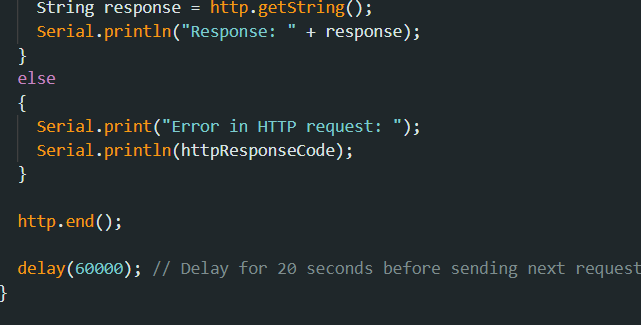 String response = http.getString();
Serial.println("Response: " + response);
}
else
{
Serial.print("Error in HTTP request: ");
Serial.println(httpResponseCode);
}
http.end();
delay(60000); // Delay for 20 seconds before sending next request
}